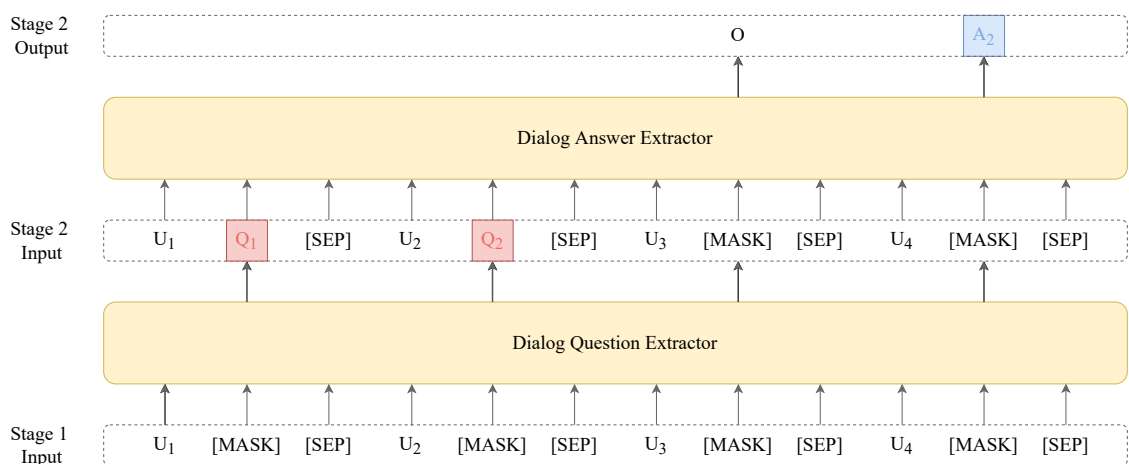 Stage 2
Output
O
A₂
Dialog Answer Extractor
Stage 2
Input
U₁ Q₁ [SEP] U₂ Q₂ [SEP] U₃ [MASK] [SEP] U₄ [MASK] [SEP]
Dialog Question Extractor
Stage 1
Input
U₁ [MASK] [SEP] U₂ [MASK] [SEP] U₃ [MASK] [SEP] U₄ [MASK] [SEP]